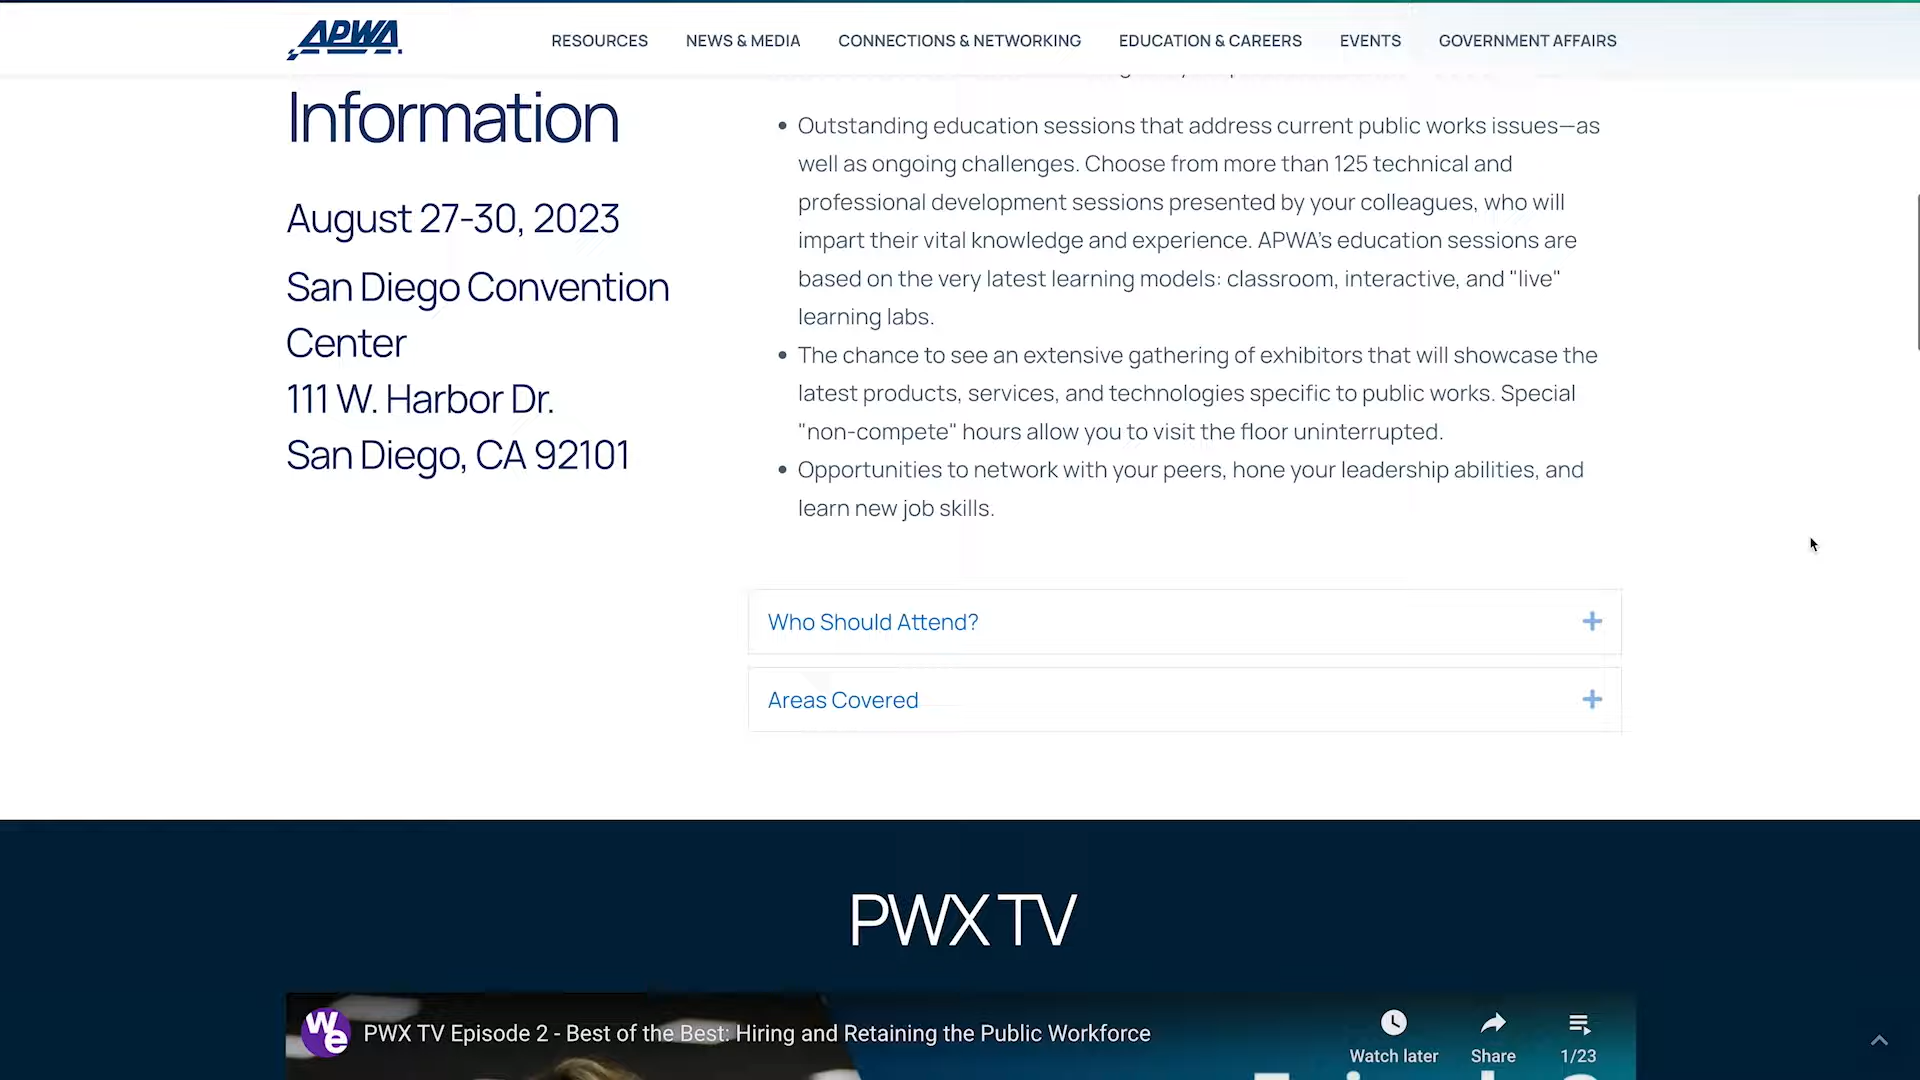 APWA
RESOURCES
NEWS & MEDIA
CONNECTIONS & NETWORKING
EDUCATION & CAREERS
EVENTS
GOVERNMENT AFFAIRS
Information
August 27-30, 2023
San Diego Convention
Center
111 W. Harbor Dr.
San Diego, CA 92101
Outstanding education sessions that address current public works issues—as
well as ongoing challenges. Choose from more than 125 technical and
professional development sessions presented by your colleagues, who will
impart their vital knowledge and experience. APWA's education sessions are
based on the very latest learning models: classroom, interactive, and "live"
learning labs.
The chance to see an extensive gathering of exhibitors that will showcase the
latest products, services, and technologies specific to public works. Special
"non-compete" hours allow you to visit the floor uninterrupted.
Opportunities to network with your peers, hone your leadership abilities, and
learn new job skills.
Who Should Attend?
Areas Covered
PWX TV
We
PWX TV Episode 2 - Best of the Best: Hiring and Retaining the Public Workforce
Watch later
Share
1/23